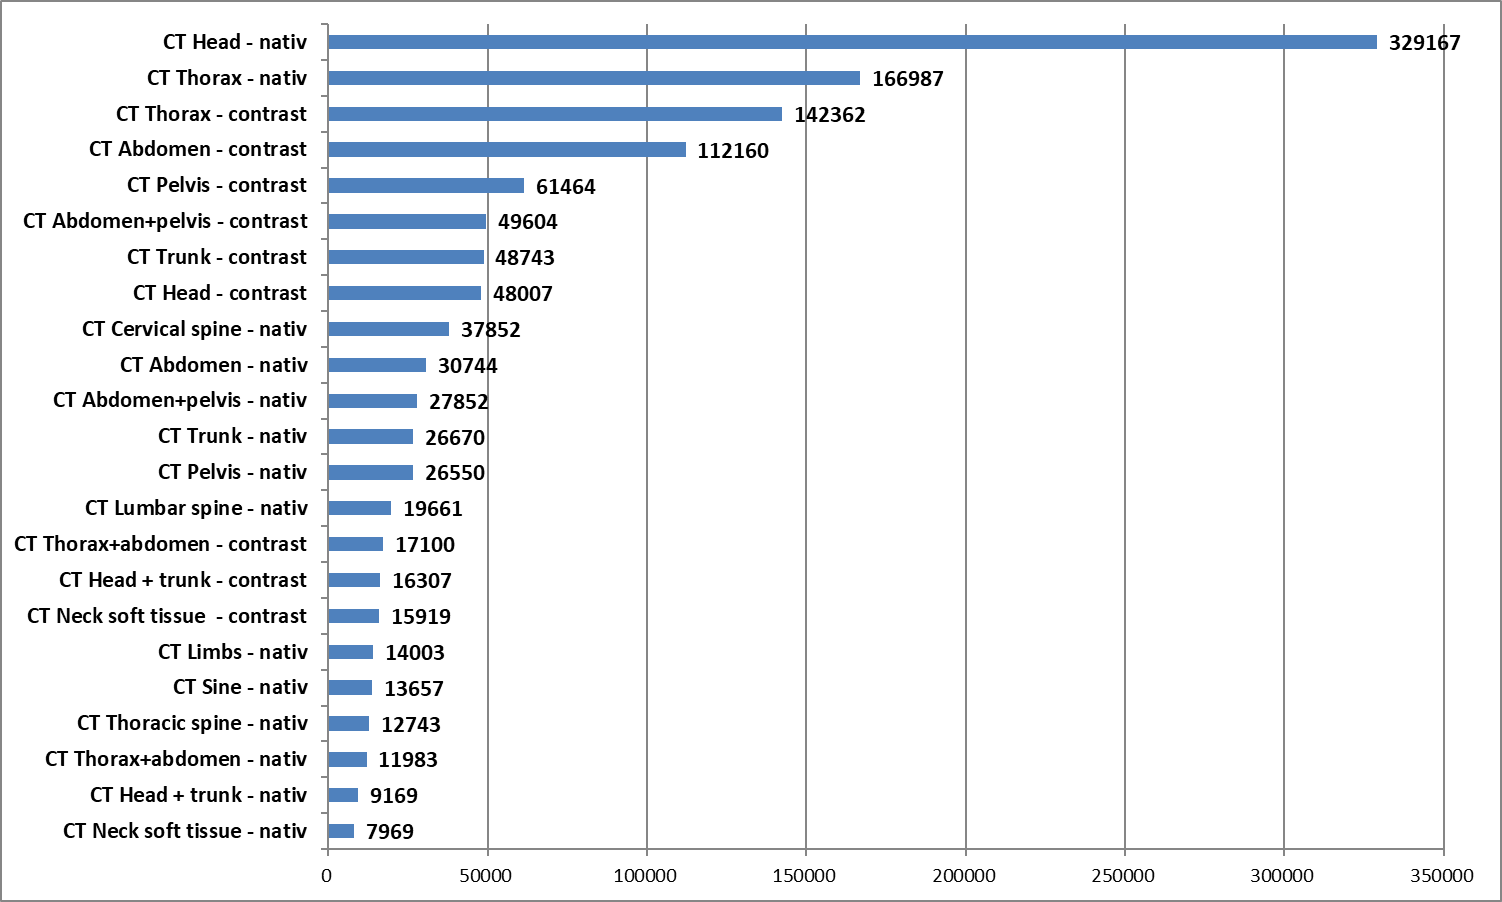 CT Head - nativ 329167
CT Thorax - nativ 166987
CT Thorax - contrast 142362
CT Abdomen - contrast 112160
CT Pelvis - contrast 61464
CT Abdomen+pelvis - contrast 49604
CT Trunk - contrast 48743
CT Head - contrast 48007
CT Cervical spine - nativ 37852
CT Abdomen - nativ 30744
CT Abdomen+pelvis - nativ 27852
CT Trunk - nativ 26670
CT Pelvis - nativ 26550
CT Lumbar spine - nativ 19661
CT Thorax+abdomen - contrast 17100
CT Head + trunk - contrast 16307
CT Neck soft tissue  - contrast 15919
CT Limbs - nativ 14003
CT Sine - nativ 13657
CT Thoracic spine - nativ 12743
CT Thorax+abdomen - nativ 11983
CT Head + trunk - nativ 9169
CT Neck soft tissue - nativ 7969
0 50000 100000 150000 200000 250000 300000 350000